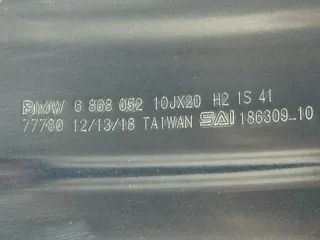 BMW 6 868 052 10JX20 H2 IS 41
77780 12/13/18 TAIWAN SAI 186309_10